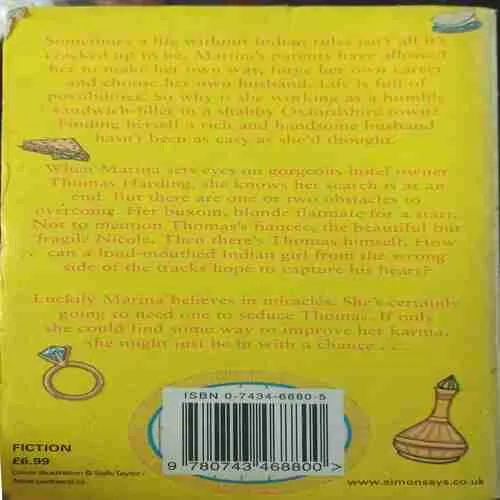 Sometimes a life without Indian rules isn't all it's
cracked up to be. Marina's parents have allowed
her to make her own way, forge her own career
and choose her own husband. Life is full of
possibilities. So why is she working as a humble
sandwich-filler in a shabby Oxfordshire town?
Finding herself a rich and handsome husband
hasn't been as easy as she'd thought.
When Marina sets eyes on gorgeous hotel owner
Thomas Harding, she knows her search is at an
end. But there are one or two obstacles to
overcome. Her buxom, blonde flatmate for a start.
Not to mention Thomas's fiancée, the beautiful but
'fragile' Nicole. Then there's Thomas himself. How
can a loud-mouthed Indian girl from the wrong
side of the tracks hope to capture his heart?
Luckily Marina believes in miracles. She's certainly
going to need one to seduce Thomas. If only
she could find some way to improve her karma,
she might just be in with a chance . . .
ISBN 0-7434-6880-5
9 780743 468800 >
FICTION
£6.99
Cover illustration © Sally Taylor /
www.simonsays.co.uk